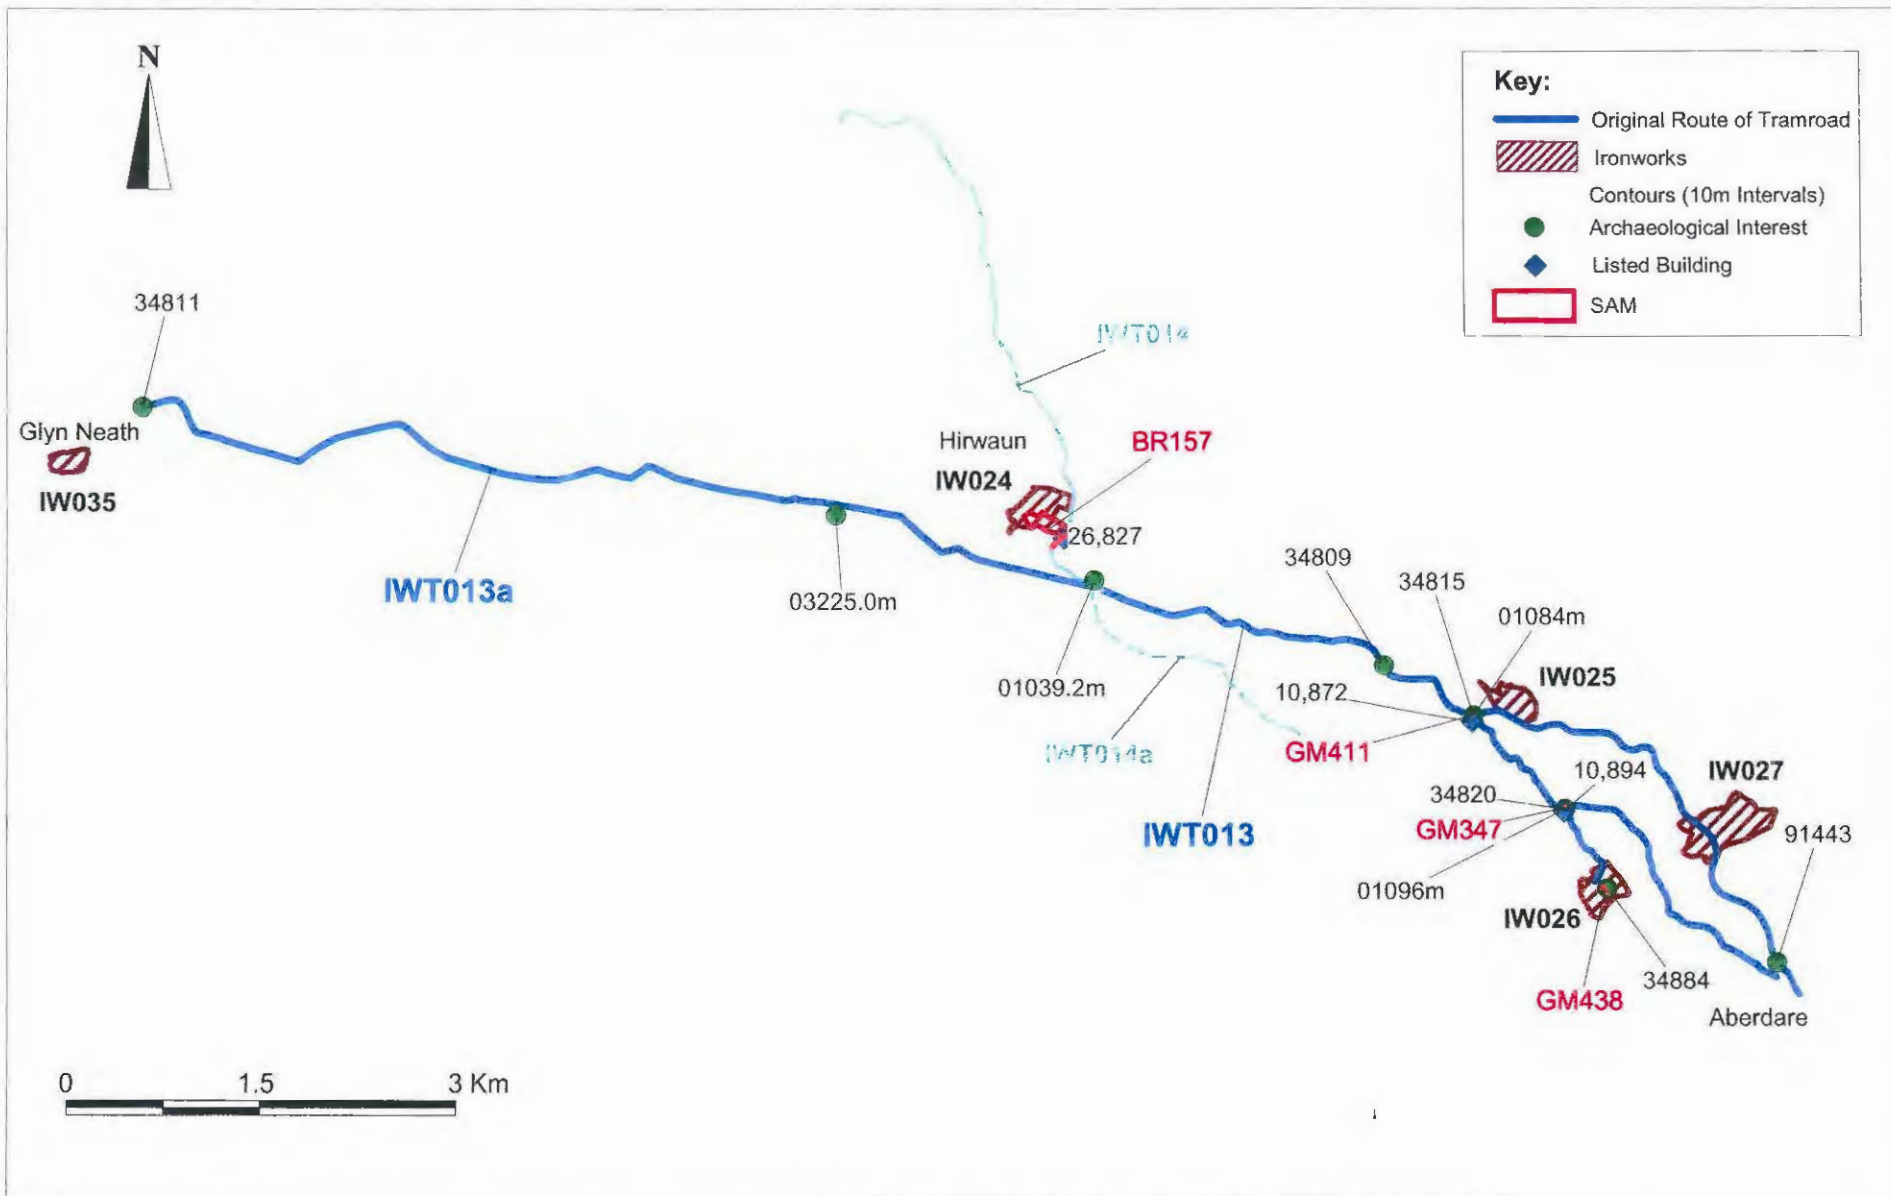 N
Key:
Original Route of Tramroad
Ironworks
Contours (10m Intervals)
Archaeological Interest
Listed Building
SAM
34811
Glyn Neath
IW035
IWT013a
03225.0m
IWT014
Hirwaun
BR157
IW024
26,827
01039.2m
IWT014a
34809
34815
01084m
IW025
10,872
GM411
IWT013
10,894
34820
GM347
IW027
91443
01096m
IW026
34884
GM438
Aberdare
0 1.5 3 Km